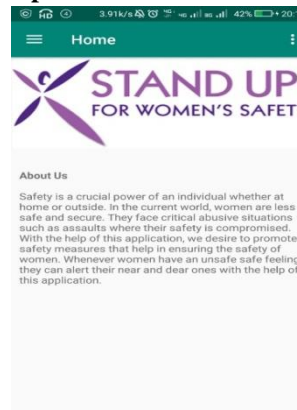 HD 3.91k/s 4G 4G 42% 20:
Home
STAND UP
FOR WOMEN'S SAFET
About Us
Safety is a crucial power of an individual whether at
home or outside. In the current world, women are less
safe and secure. They face critical abusive situations
such as assaults where their safety is compromised.
With the help of this application, we desire to promote
safety measures that help in ensuring the safety of
women. Whenever women have an unsafe safe feeling
they can alert their near and dear ones with the help of
this application.